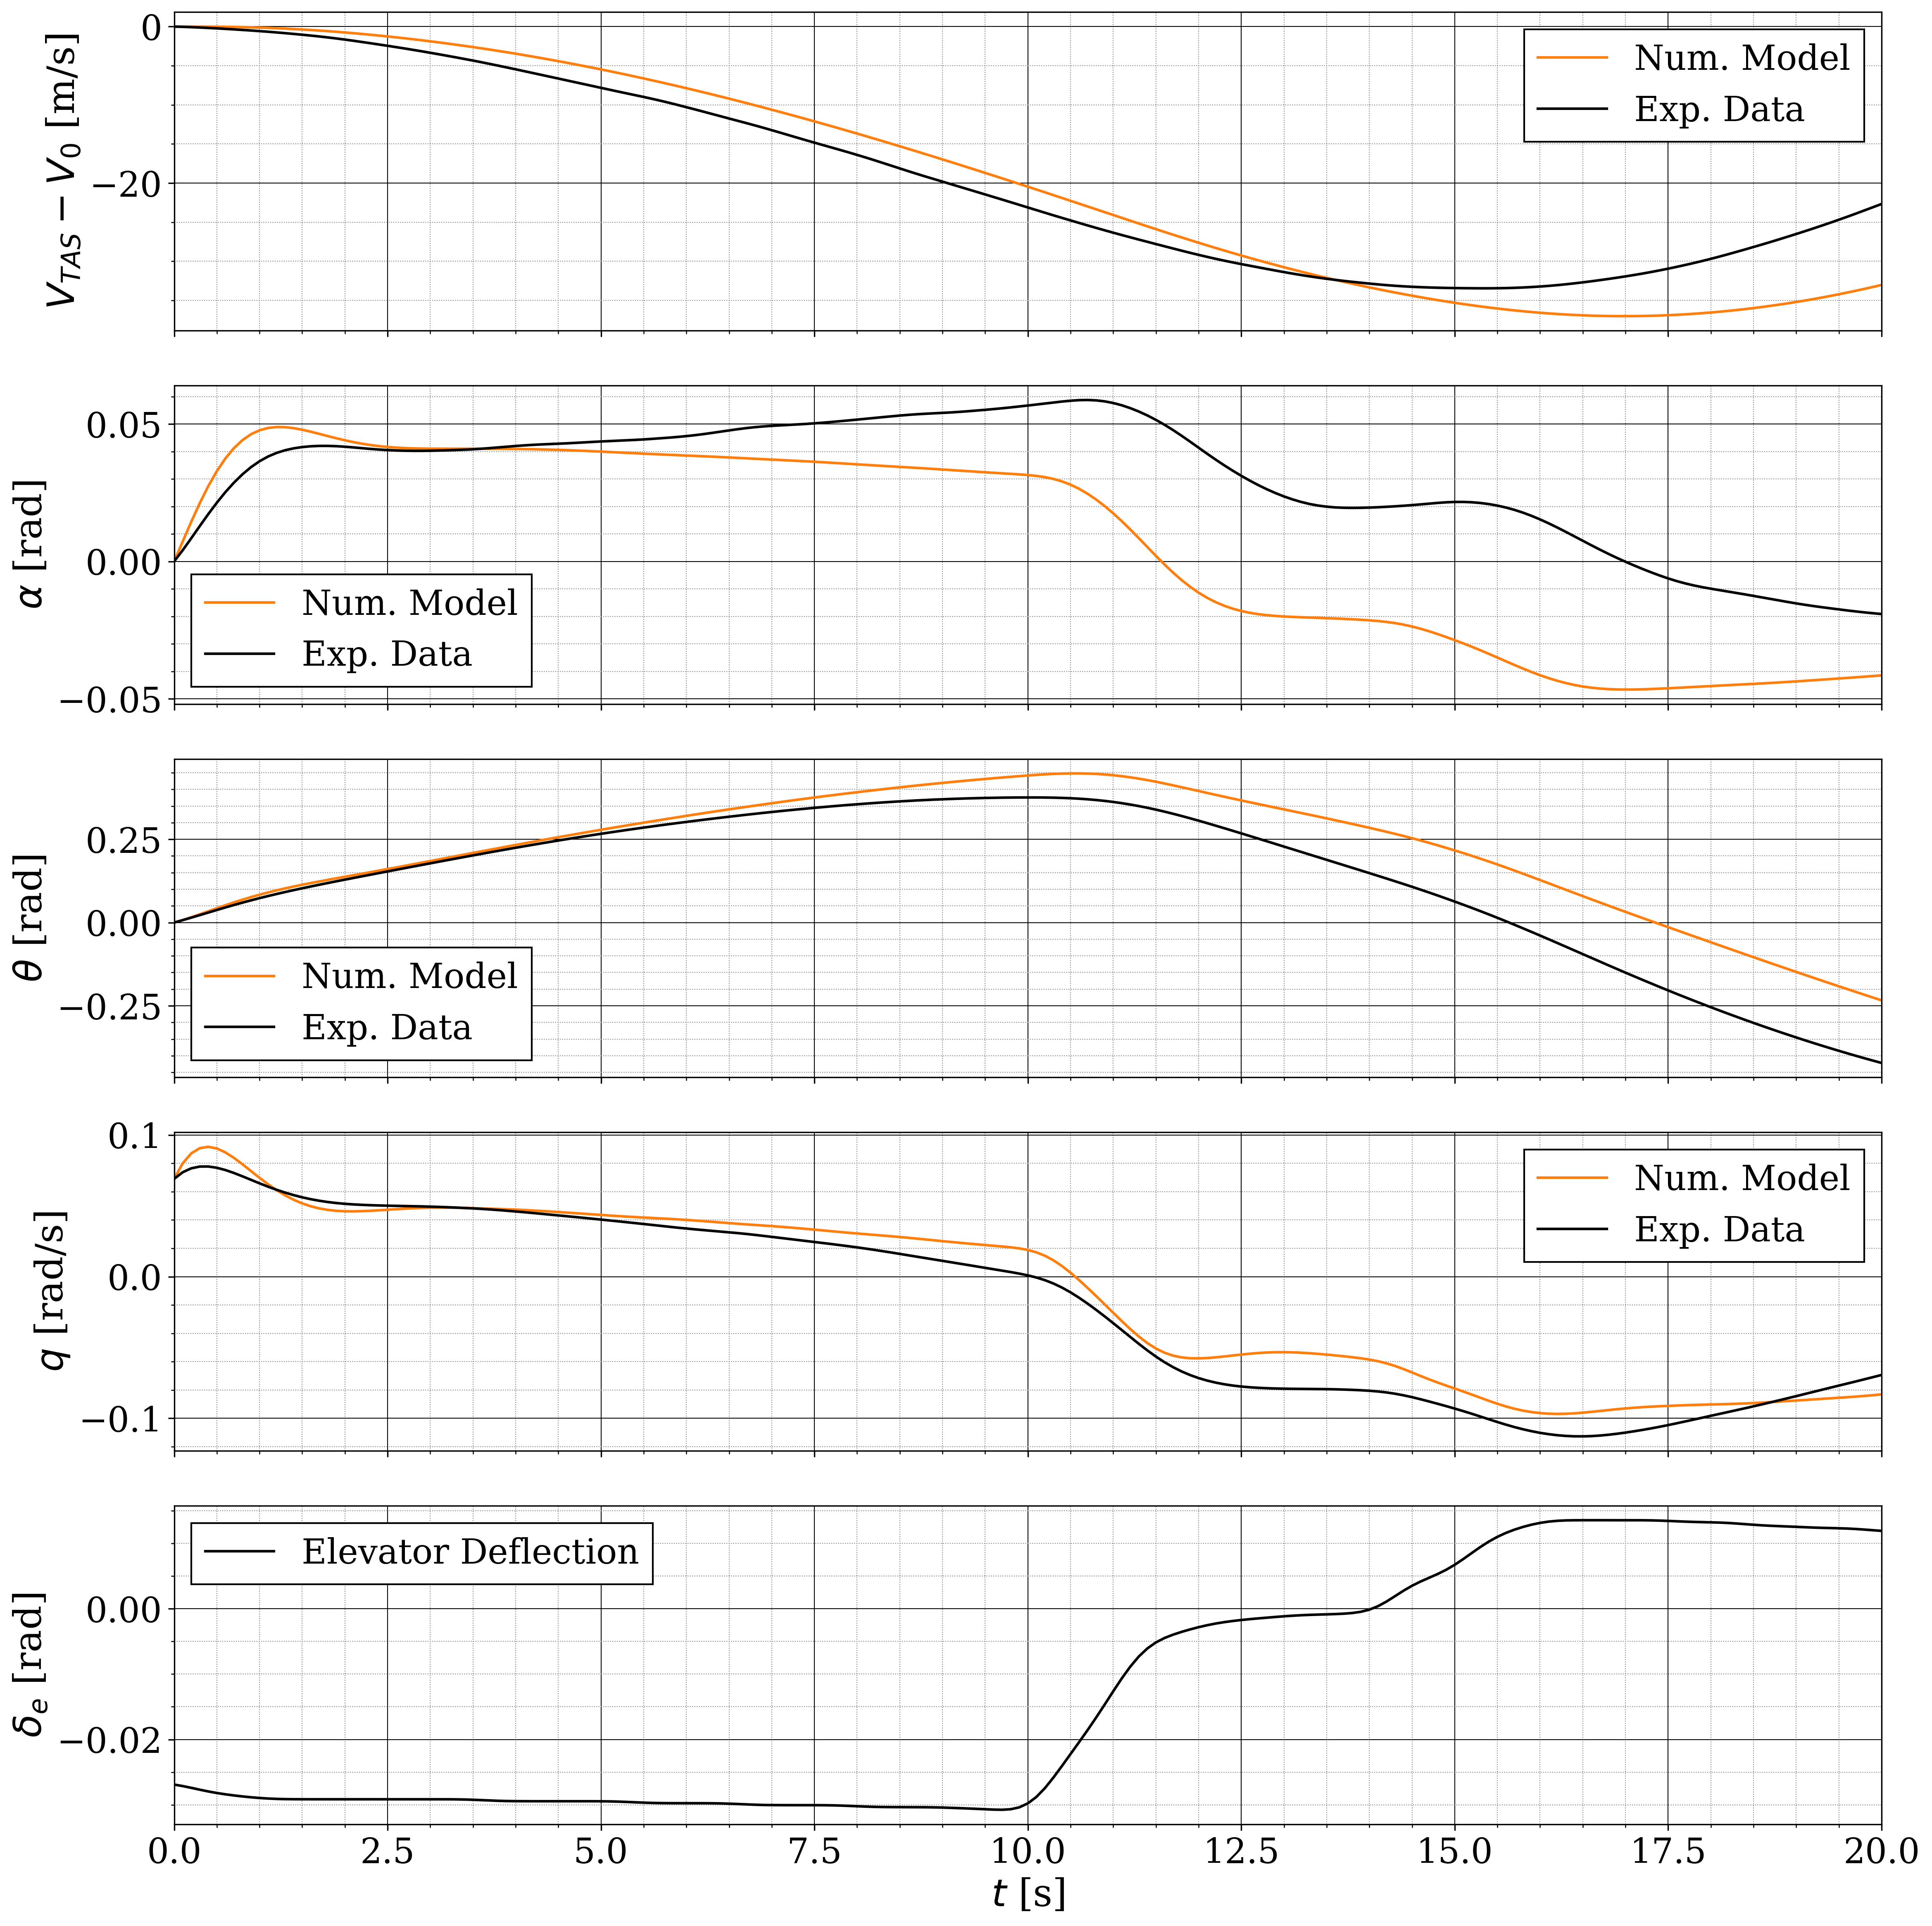 V_TAS − V_0 [m/s]
0
−20
Num. Model
Exp. Data
α [rad]
0.05
0.00
−0.05
Num. Model
Exp. Data
θ [rad]
0.25
0.00
−0.25
Num. Model
Exp. Data
q [rad/s]
0.1
0.0
−0.1
Num. Model
Exp. Data
δ_e [rad]
0.00
−0.02
Elevator Deflection
0.0 2.5 5.0 7.5 10.0 12.5 15.0 17.5 20.0
t [s]